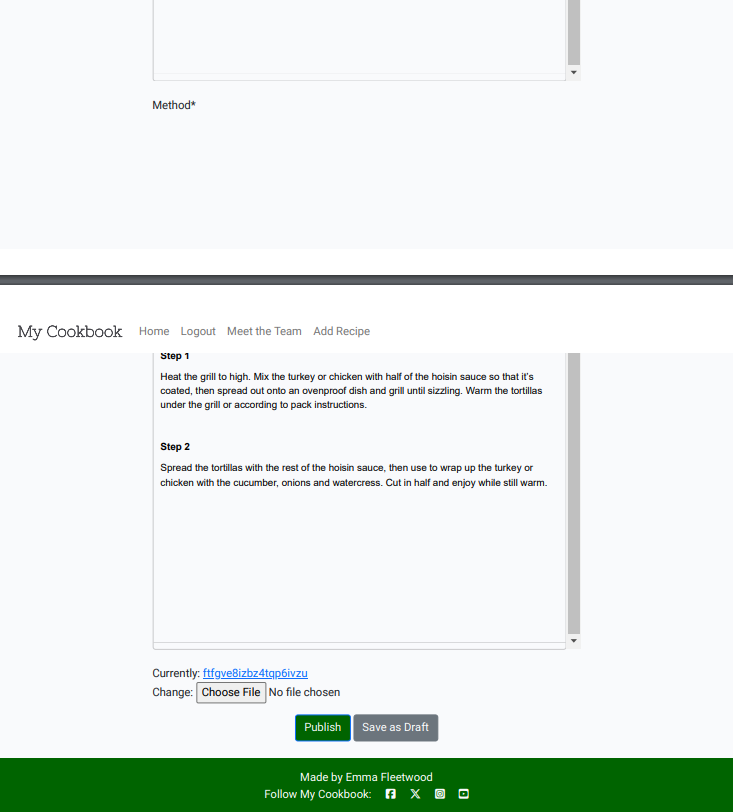 Method*
My Cookbook Home Logout Meet the Team Add Recipe
Step 1
Heat the grill to high. Mix the turkey or chicken with half of the hoisin sauce so that it's
coated, then spread out onto an ovenproof dish and grill until sizzling. Warm the tortillas
under the grill or according to pack instructions.
Step 2
Spread the tortillas with the rest of the hoisin sauce, then use to wrap up the turkey or
chicken with the cucumber, onions and watercress. Cut in half and enjoy while still warm.
Currently: ftfgve8izbz4tqp6ivzu
Change: Choose File No file chosen
Publish Save as Draft
Made by Emma Fleetwood
Follow My Cookbook: